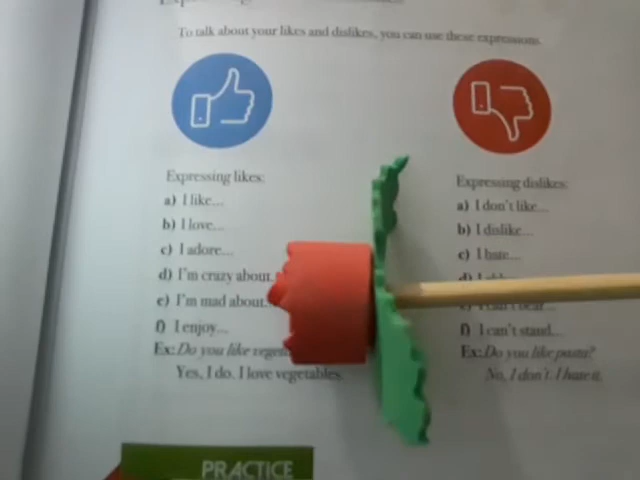 To talk about your likes and dislikes, you can use these expressions.
Expressing likes:
a) I like...
b) I love...
c) I adore...
d) I'm crazy about.
e) I'm mad about.
f) I enjoy...
Ex: Do you like
Yes, I do. I love vegetables.
Expressing dislikes:
a) I don't like...
b) I dislike...
c) I hate...
d) I
f) I can't stand...
Ex: Do you like pasta?
No, I don't. I hate it.
PRACTICE